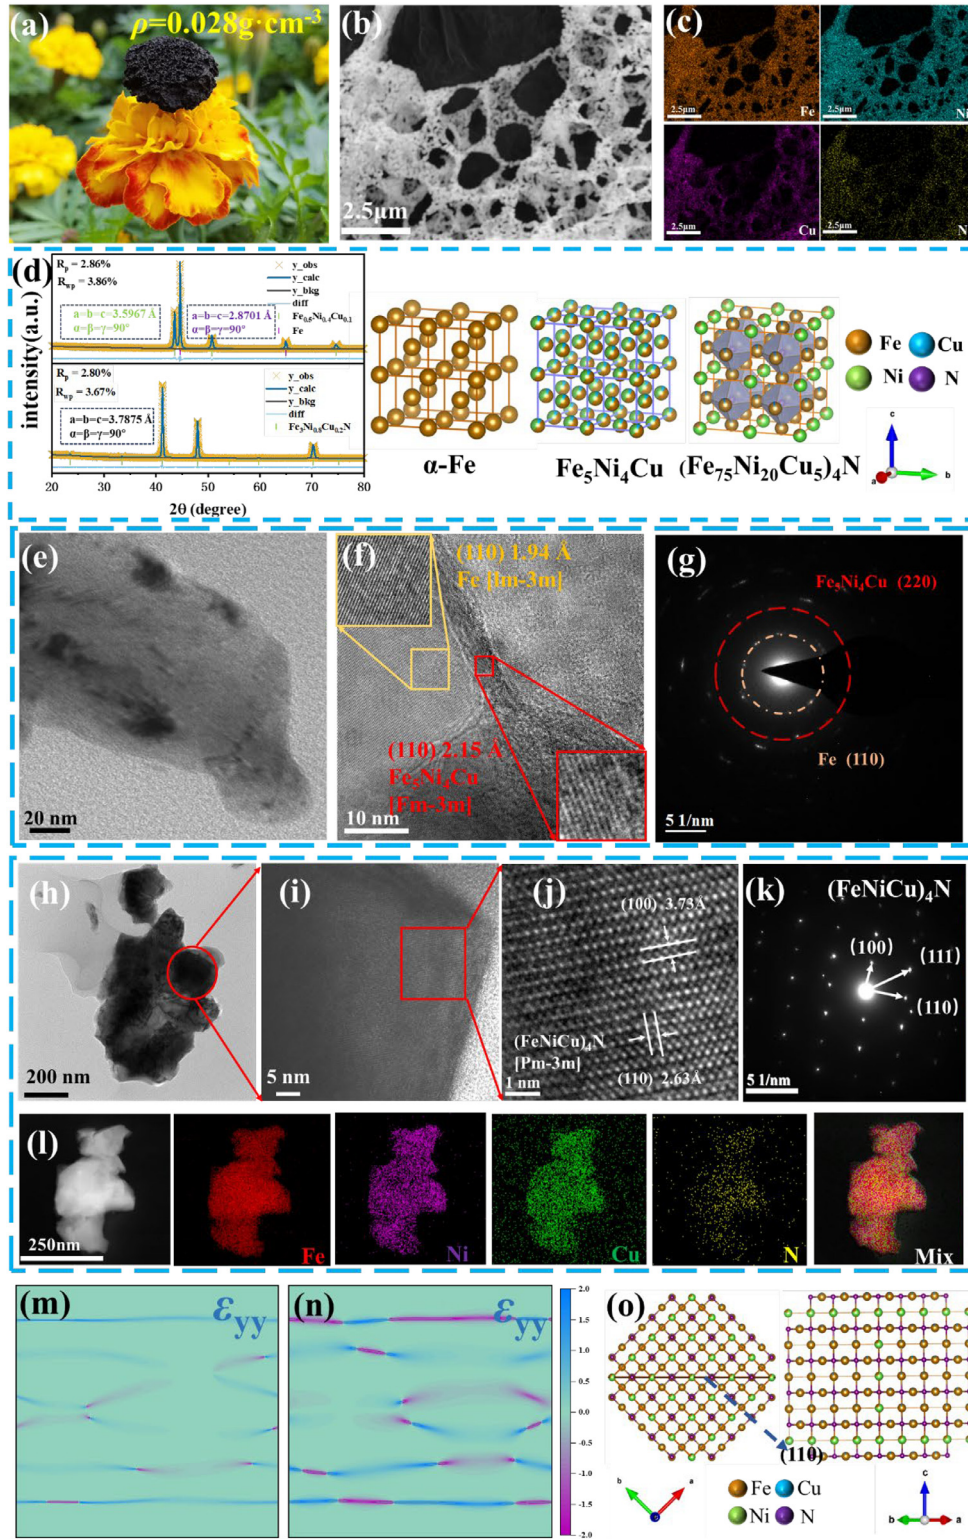 (a)
ρ=0.028g·cm-3
(b)
2.5μm
(c)
2.5μm
Fe
2.5μm
Ni
2.5μm
Cu
2.5μm
N
(d)
intensity(a.u.)
Rp = 2.86%
Rwp = 3.86%
a=b=c=3.5967 Å
α=β=γ=90°
a=b=c=2.8701 Å
α=β=γ=90°
y_obs
y_calc
y_bkg
diff
Fe0.5Ni0.4Cu0.1
Fe
Rp = 2.80%
Rwp = 3.67%
a=b=c=3.7875 Å
α=β=γ=90°
y_obs
y_calc
y_bkg
diff
Fe3Ni0.8Cu0.2N
20 30 40 50 60 70 80
2θ (degree)
α-Fe
Fe5Ni4Cu
(Fe75Ni20Cu5)4N
Fe
Cu
Ni
N
c
a
b
(e)
20 nm
(f)
(110) 1.94 Å
Fe [Im-3m]
(110) 2.15 Å
Fe5Ni4Cu
[Fm-3m]
10 nm
(g)
Fe5Ni4Cu (220)
Fe (110)
5 1/nm
(h)
200 nm
(i)
5 nm
(j)
(100) 3.73Å
(FeNiCu)4N
[Pm-3m]
(110) 2.63Å
1 nm
(k)
(FeNiCu)4N
(100)
(111)
(110)
5 1/nm
(l)
250nm
Fe
Ni
Cu
N
Mix
(m)
εyy
(n)
εyy
2.0
1.5
1.0
0.5
0.0
-0.5
-1.0
-1.5
-2.0
(o)
(110)
b
a
Fe
Cu
Ni
N
c
b
a